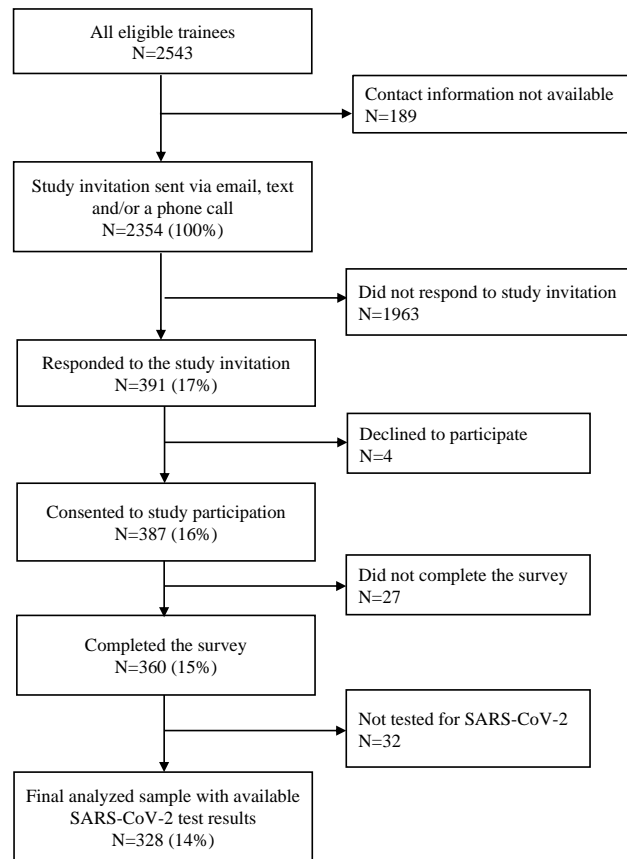 All eligible trainees
N=2543
Contact information not available
N=189
Study invitation sent via email, text
and/or a phone call
N=2354 (100%)
Did not respond to study invitation
N=1963
Responded to the study invitation
N=391 (17%)
Declined to participate
N=4
Consented to study participation
N=387 (16%)
Did not complete the survey
N=27
Completed the survey
N=360 (15%)
Not tested for SARS-CoV-2
N=32
Final analyzed sample with available
SARS-CoV-2 test results
N=328 (14%)